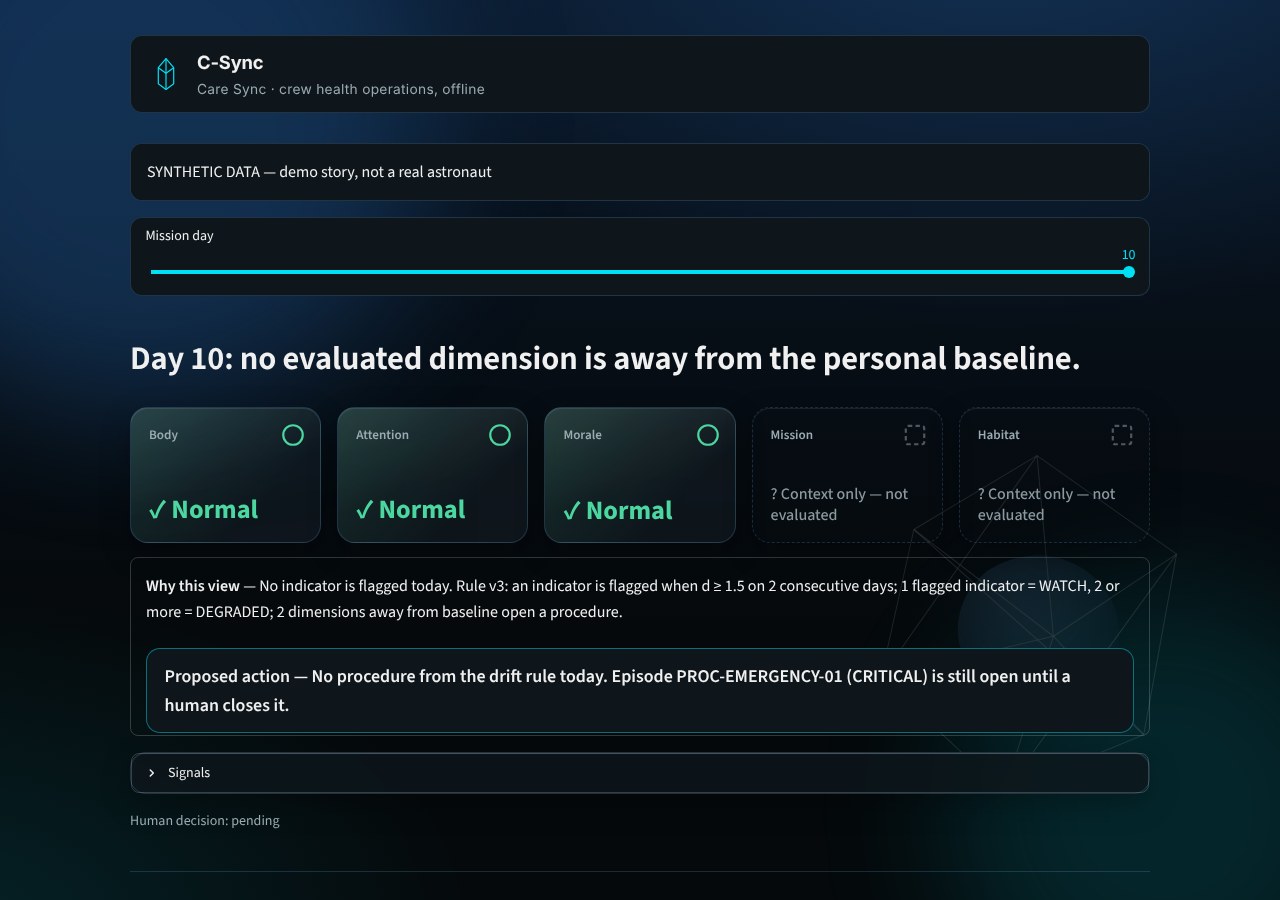 C-Sync
Care Sync · crew health operations, offline
SYNTHETIC DATA — demo story, not a real astronaut
Mission day
10
Day 10: no evaluated dimension is away from the personal baseline.
Body
✓ Normal
Attention
✓ Normal
Morale
✓ Normal
Mission
? Context only — not
evaluated
Habitat
? Context only — not
evaluated
Why this view — No indicator is flagged today. Rule v3: an indicator is flagged when d ≥ 1.5 on 2 consecutive days; 1 flagged indicator = WATCH, 2 or
more = DEGRADED; 2 dimensions away from baseline open a procedure.
Proposed action — No procedure from the drift rule today. Episode PROC-EMERGENCY-01 (CRITICAL) is still open until a
human closes it.
Signals
Human decision: pending